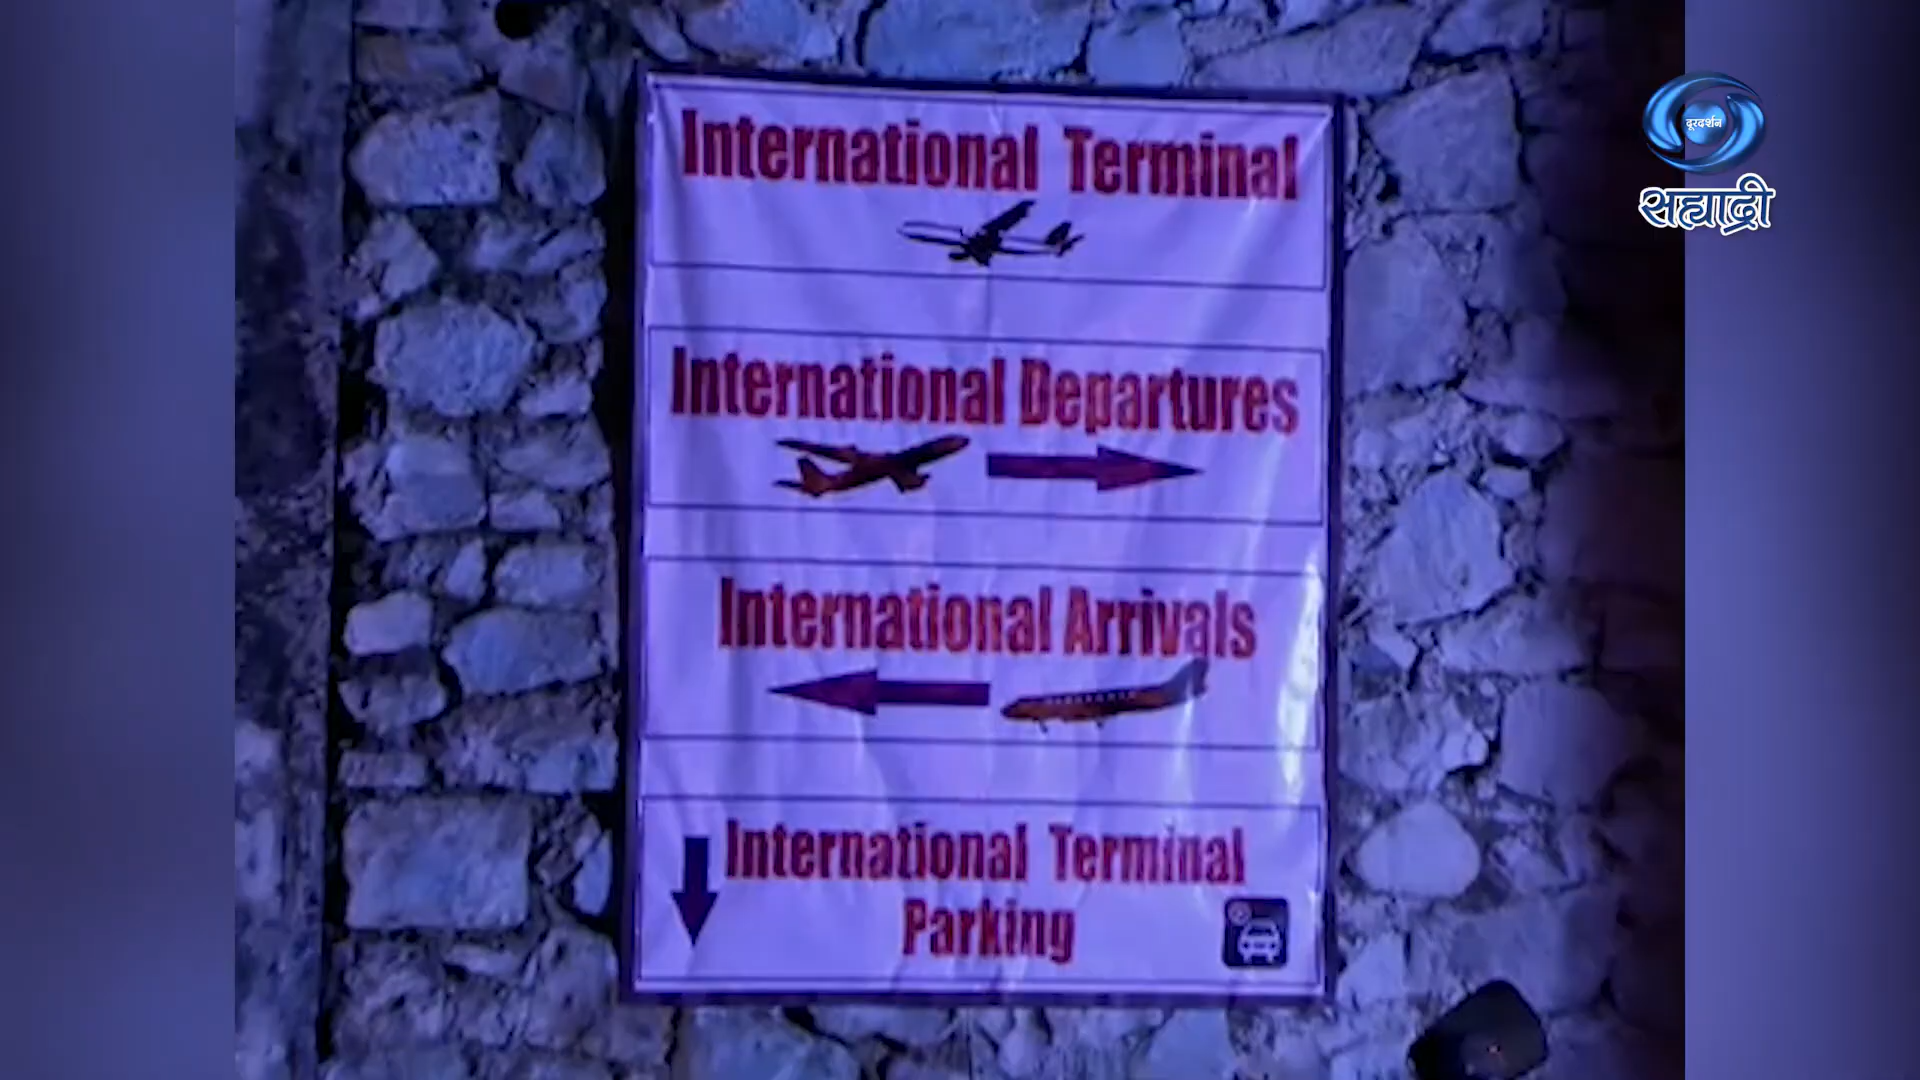 International Terminal
International Departures
International Arrivals
International Terminal
Parking
दूरदर्शन
सह्याद्री